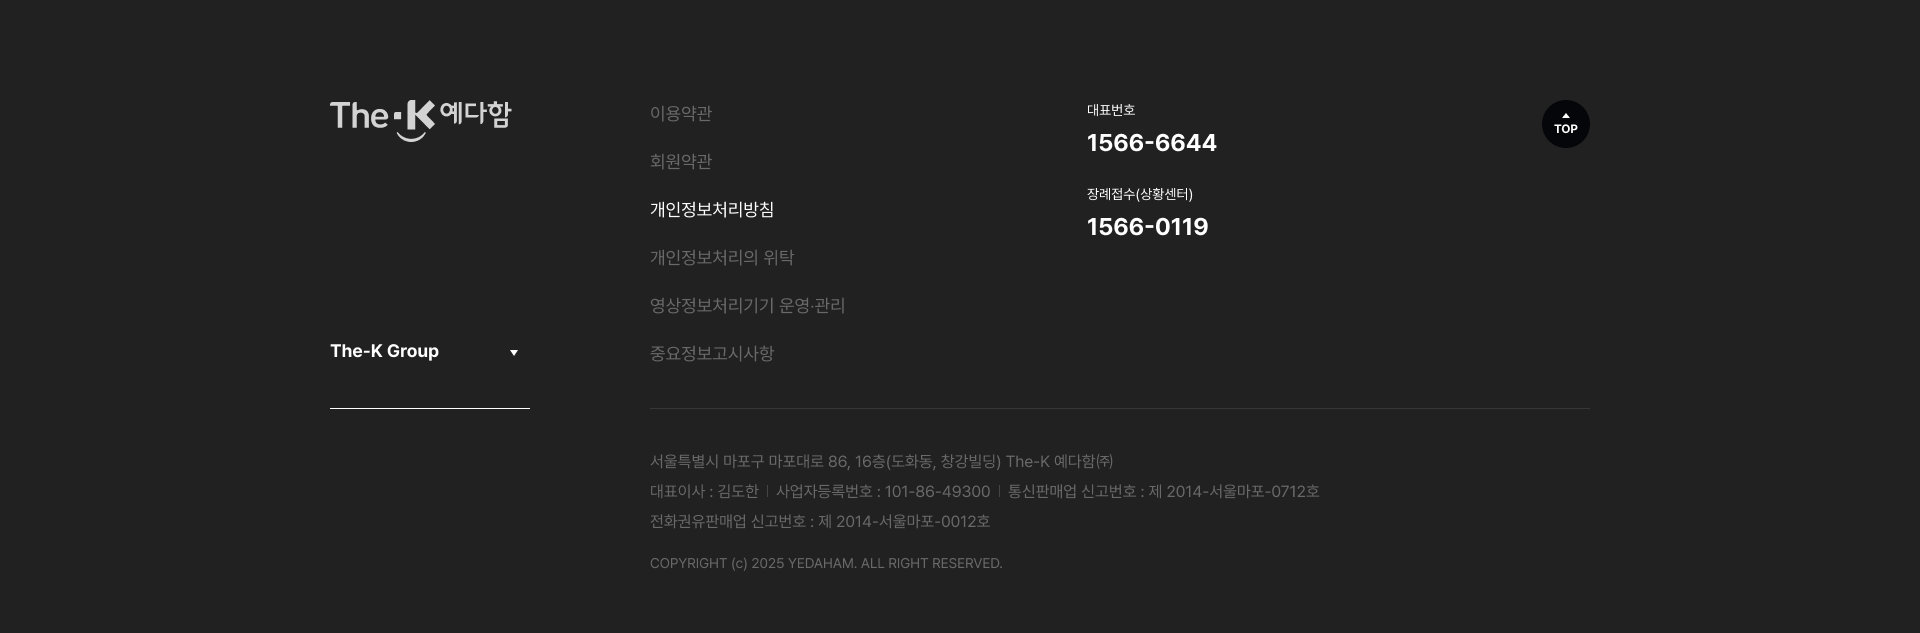 The-K 예다함
이용약관
회원약관
개인정보처리방침
개인정보처리의 위탁
영상정보처리기기 운영·관리
중요정보고시사항
대표번호
1566-6644
장례접수(상황센터)
1566-0119
TOP
The-K Group
서울특별시 마포구 마포대로 86, 16층(도화동, 창강빌딩) The-K 예다함㈜
대표이사 : 김도한 | 사업자등록번호 : 101-86-49300 | 통신판매업 신고번호 : 제 2014-서울마포-0712호
전화권유판매업 신고번호 : 제 2014-서울마포-0012호
COPYRIGHT (c) 2025 YEDAHAM. ALL RIGHT RESERVED.